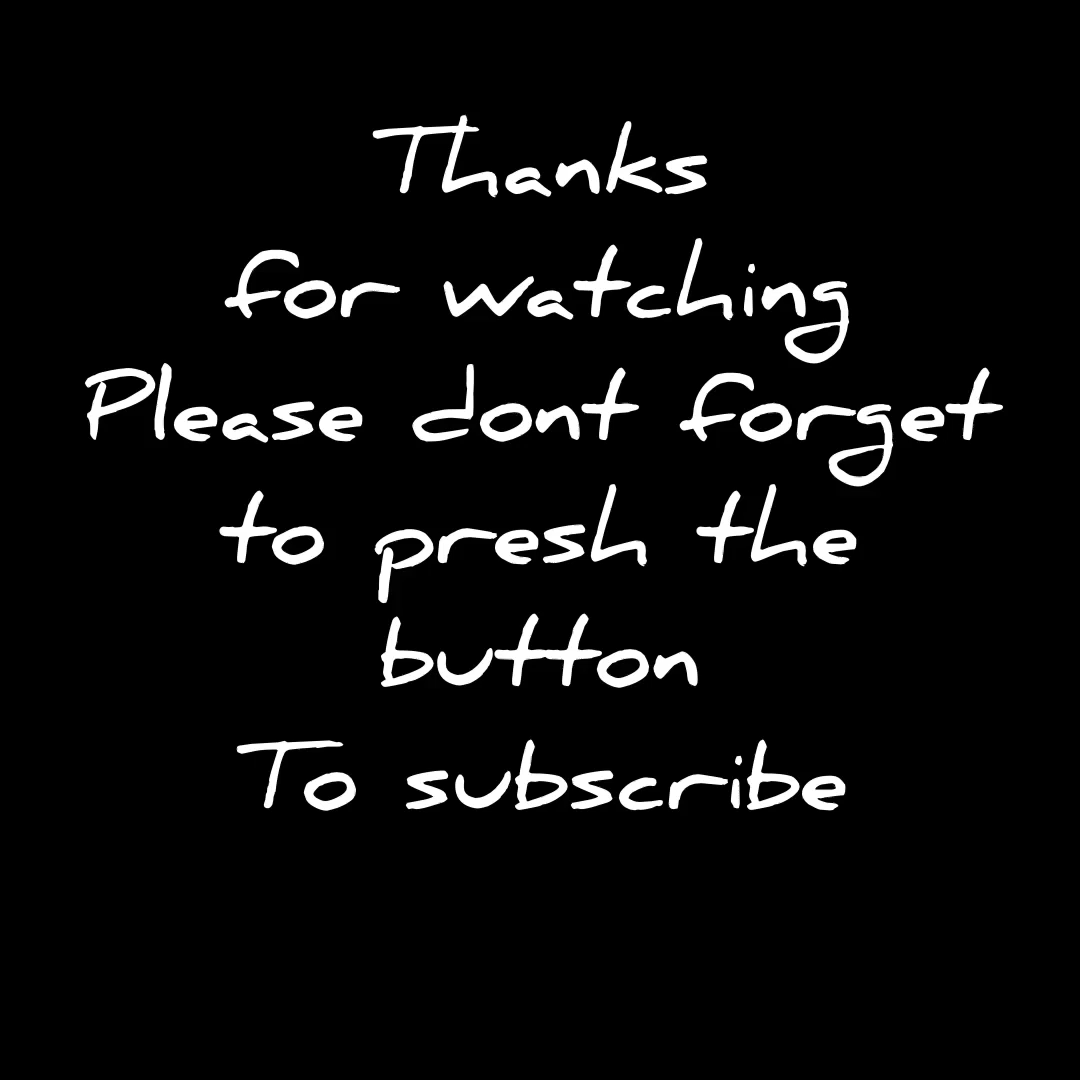 Thanks
for watching
Please dont forget
to presh the
button
To subscribe